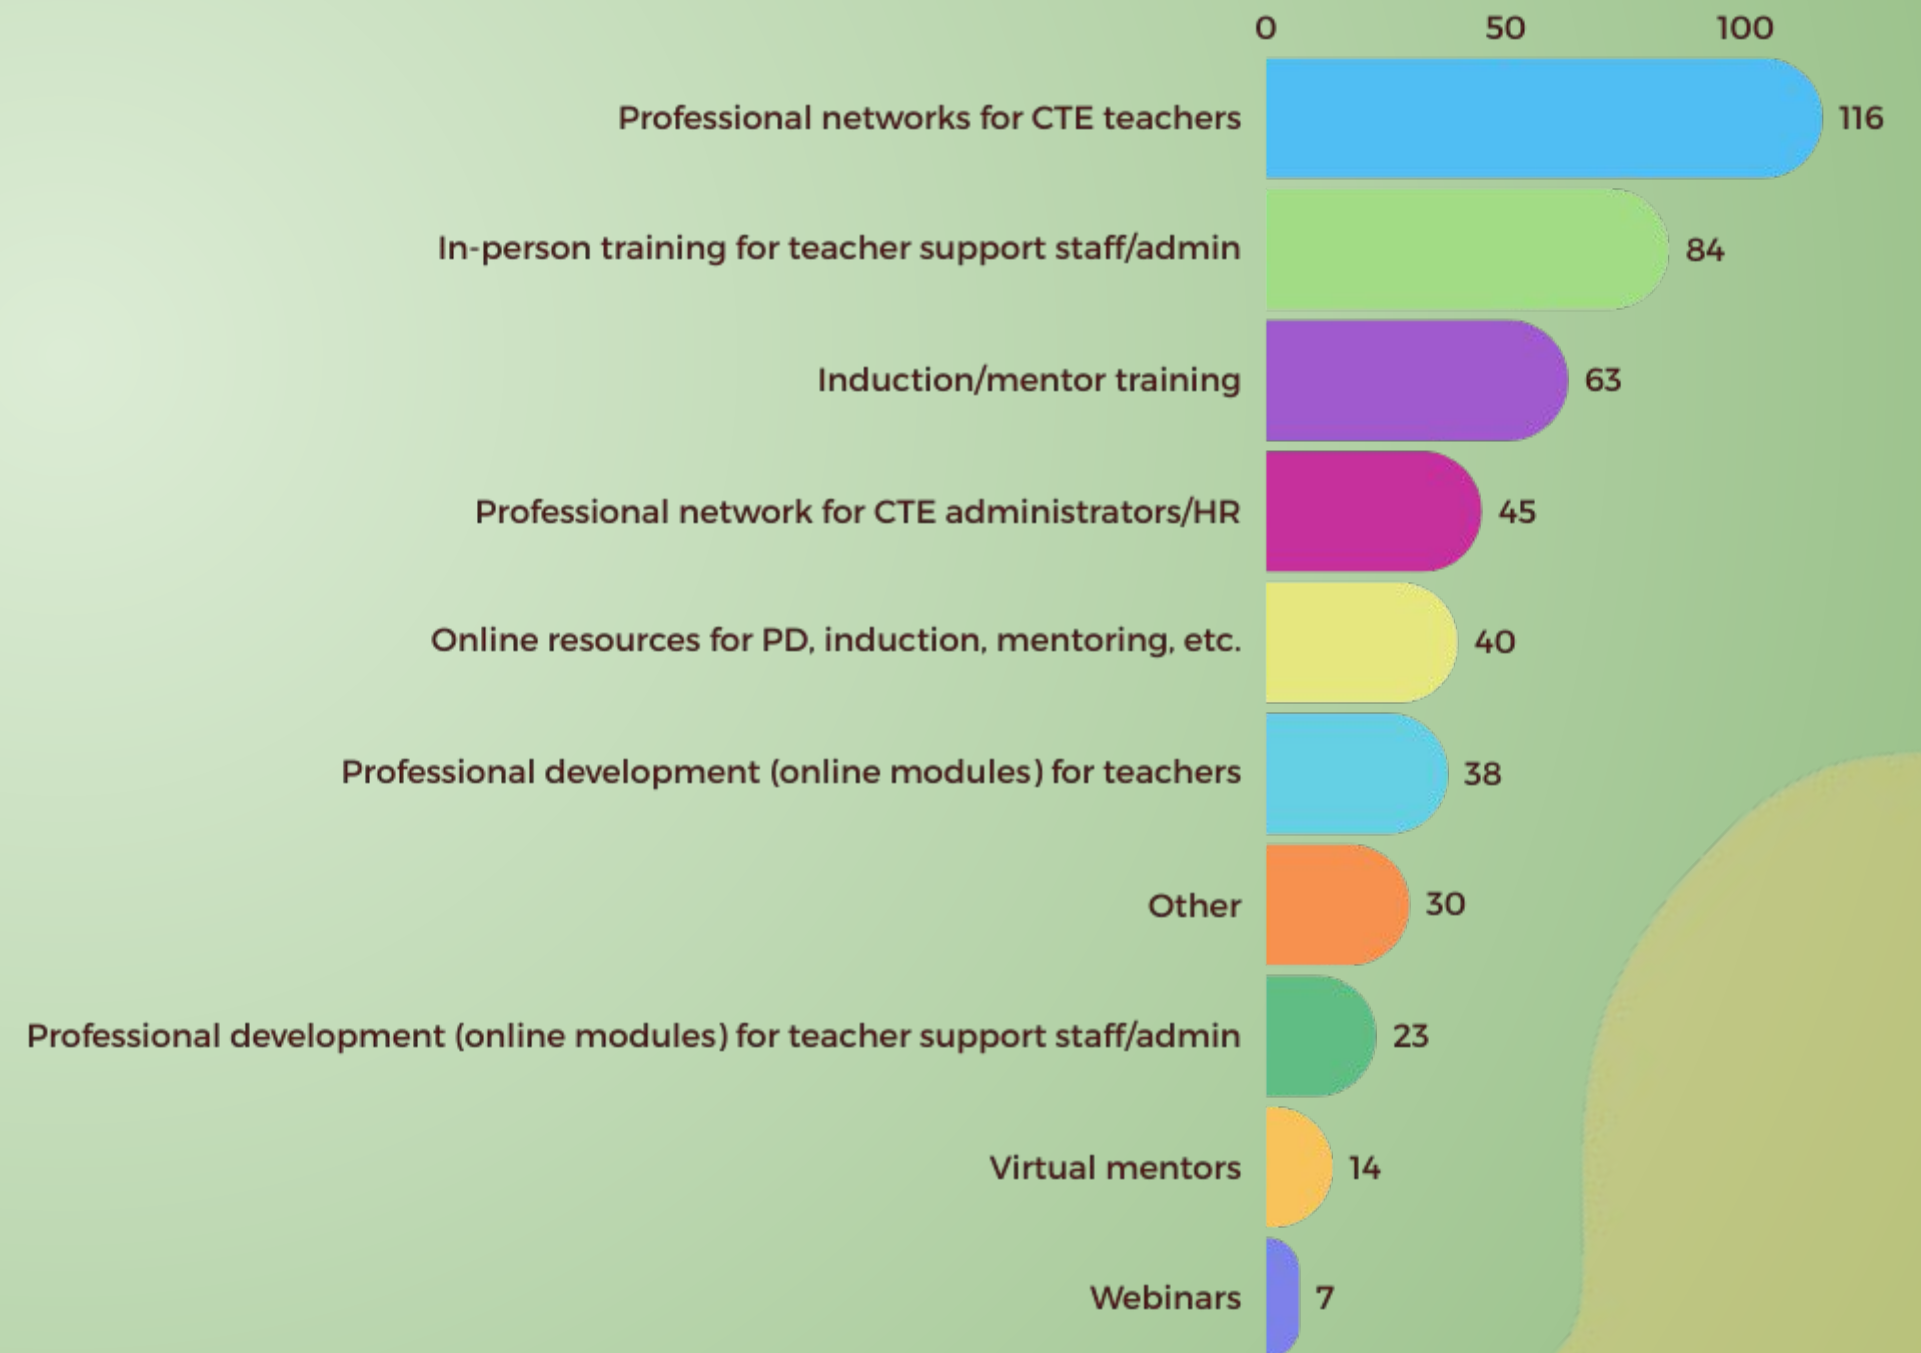 0 50 100
Professional networks for CTE teachers 116
In-person training for teacher support staff/admin 84
Induction/mentor training 63
Professional network for CTE administrators/HR 45
Online resources for PD, induction, mentoring, etc. 40
Professional development (online modules) for teachers 38
Other 30
Professional development (online modules) for teacher support staff/admin 23
Virtual mentors 14
Webinars 7